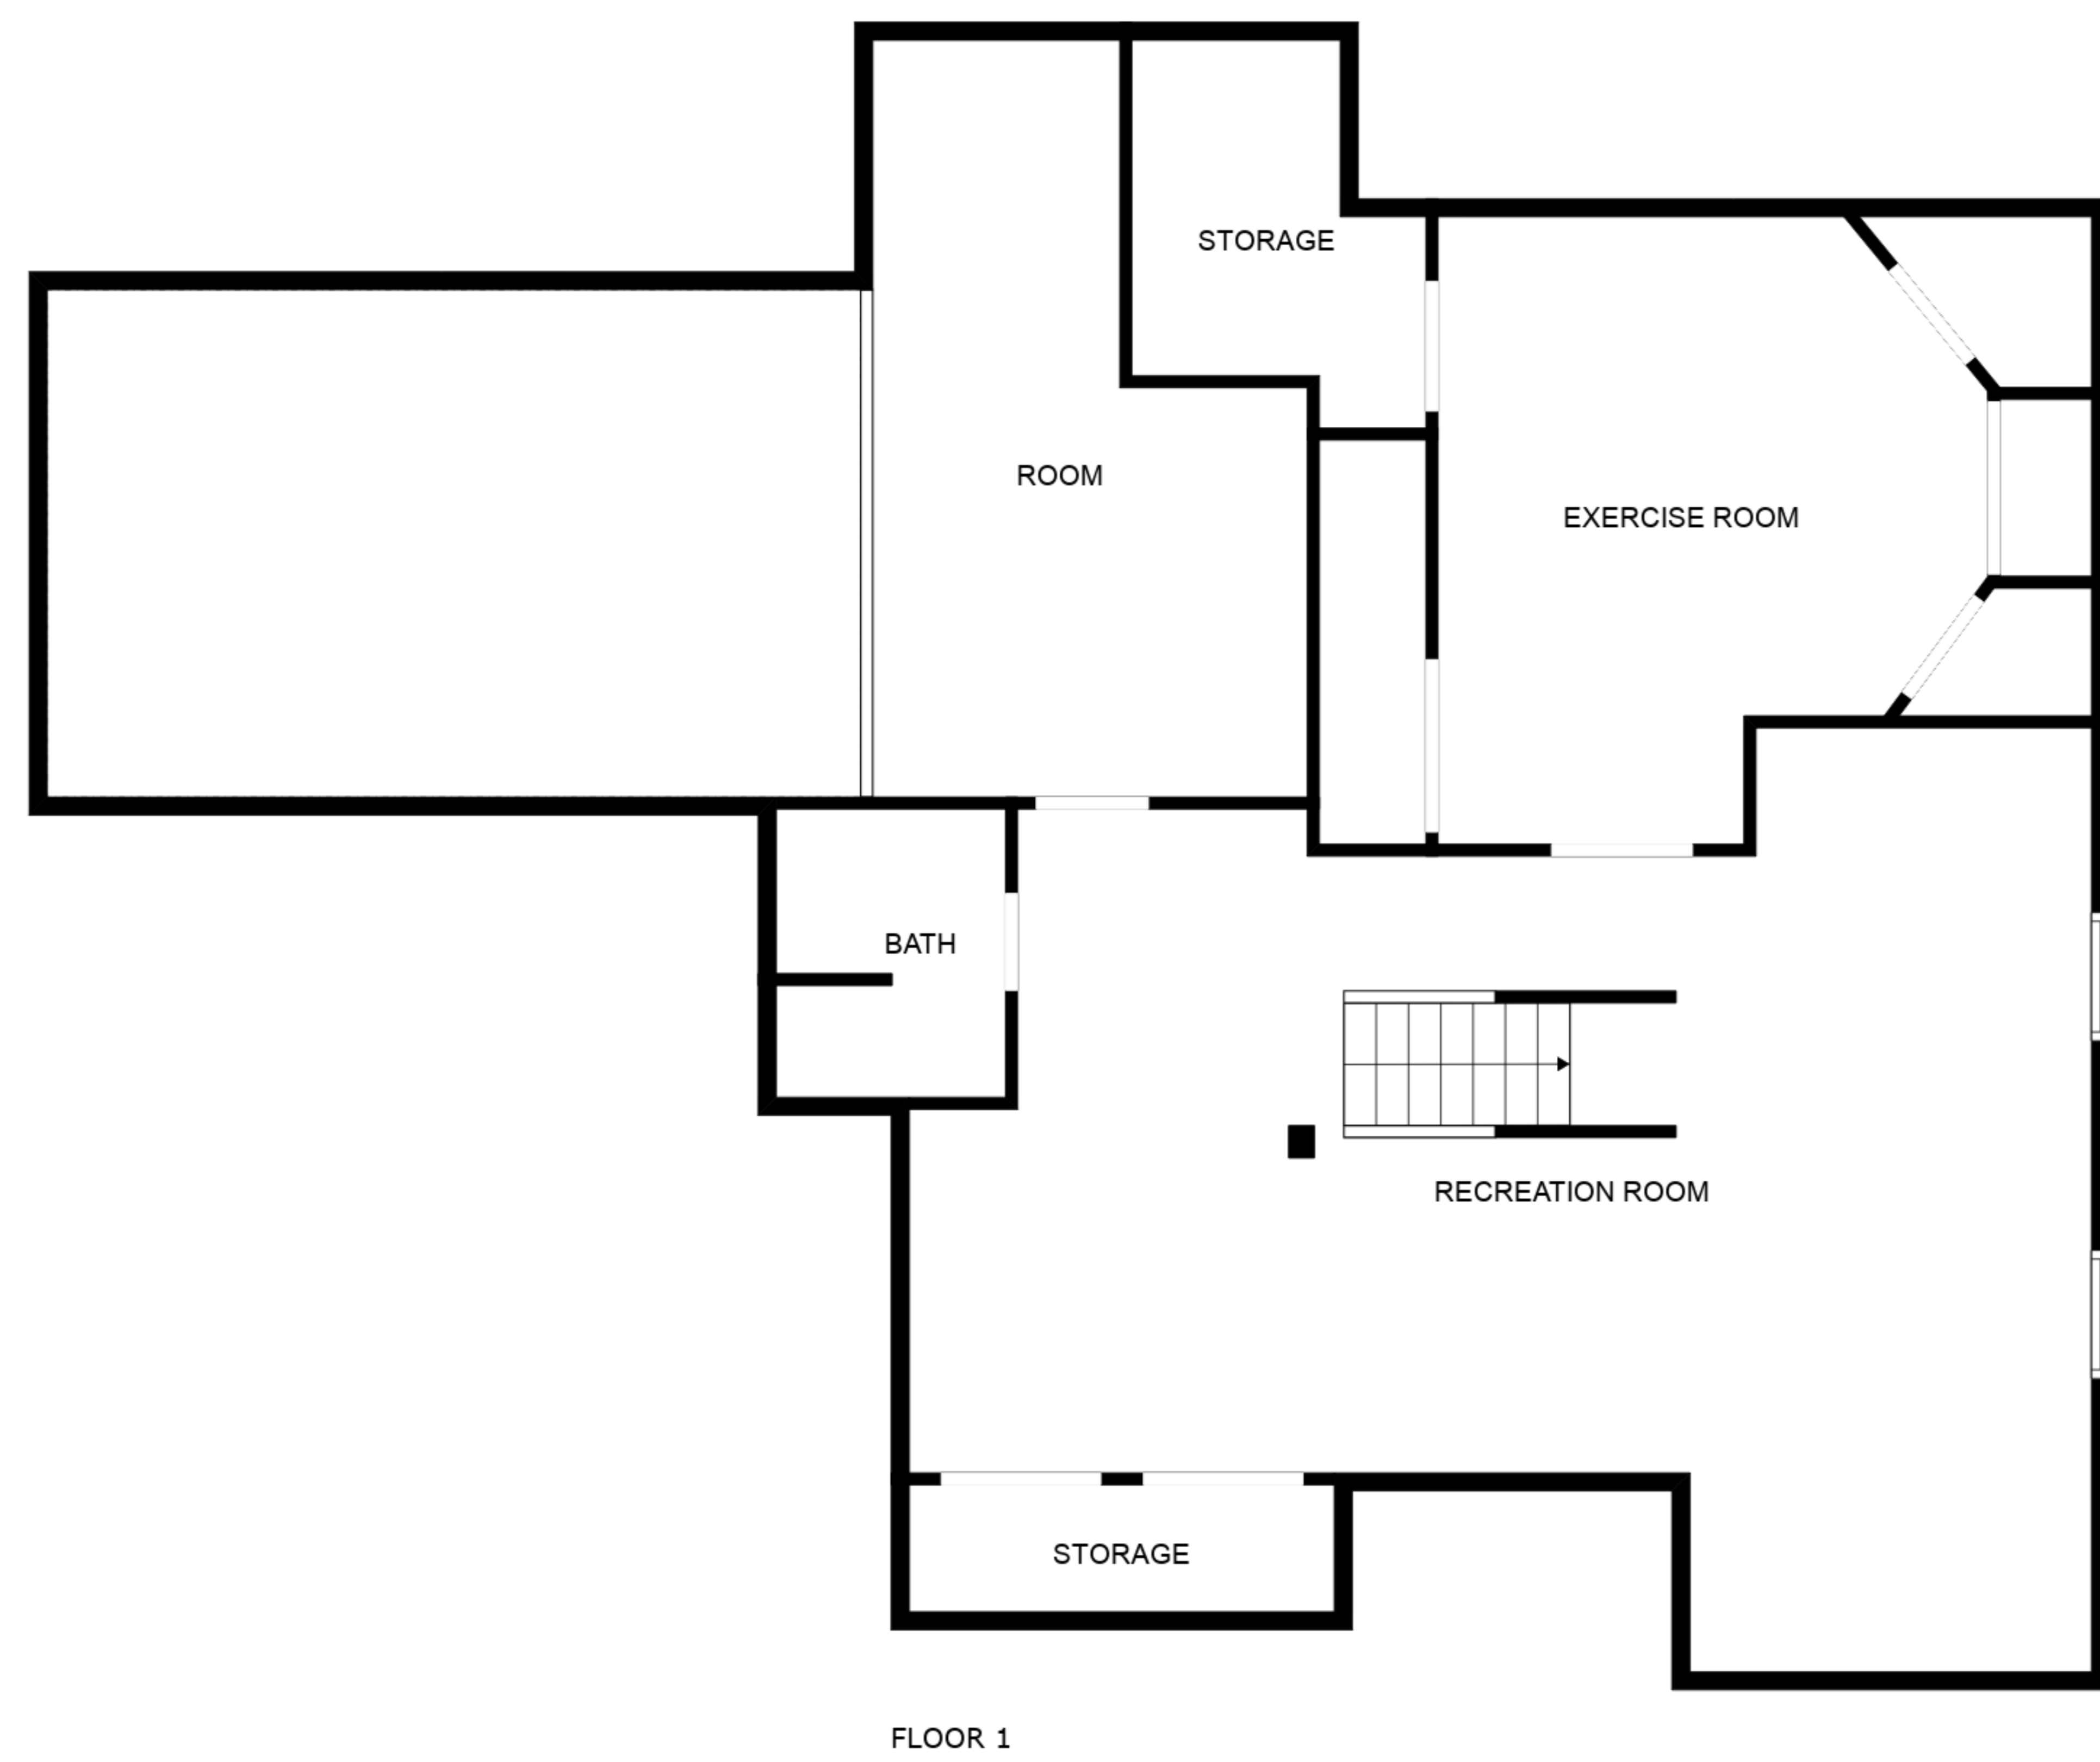 STORAGE
ROOM
EXERCISE ROOM
BATH
RECREATION ROOM
STORAGE
FLOOR 1